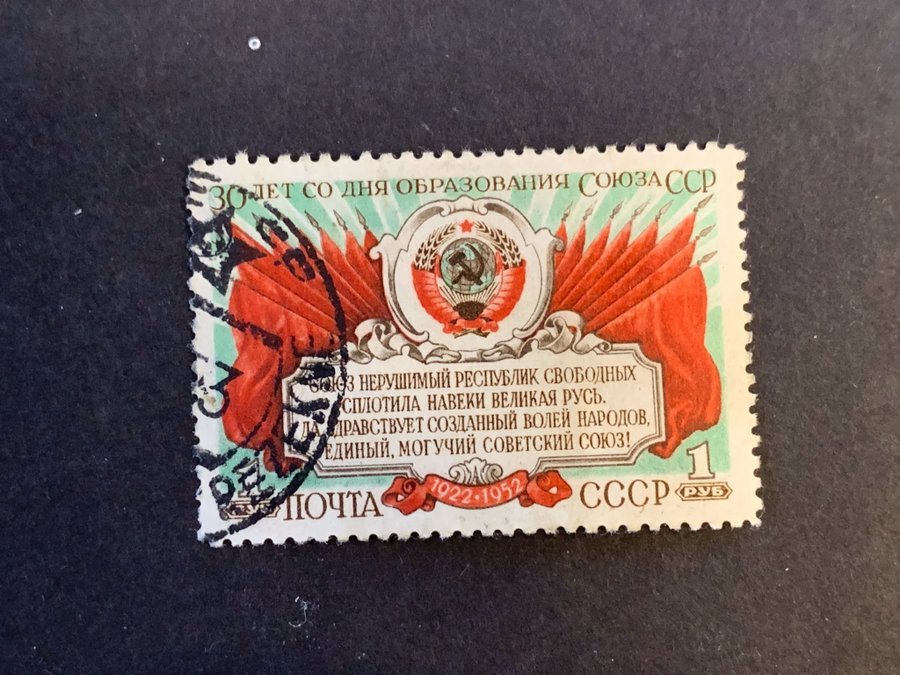 30 ЛЕТ СО ДНЯ ОБРАЗОВАНИЯ СОЮЗА ССР
СОЮЗ НЕРУШИМЫЙ РЕСПУБЛИК СВОБОДНЫХ
СПЛОТИЛА НАВЕКИ ВЕЛИКАЯ РУСЬ.
ДА ЗДРАВСТВУЕТ СОЗДАННЫЙ ВОЛЕЙ НАРОДОВ,
ЕДИНЫЙ, МОГУЧИЙ СОВЕТСКИЙ СОЮЗ!
1922·1952
ПОЧТА СССР
1
РУБ